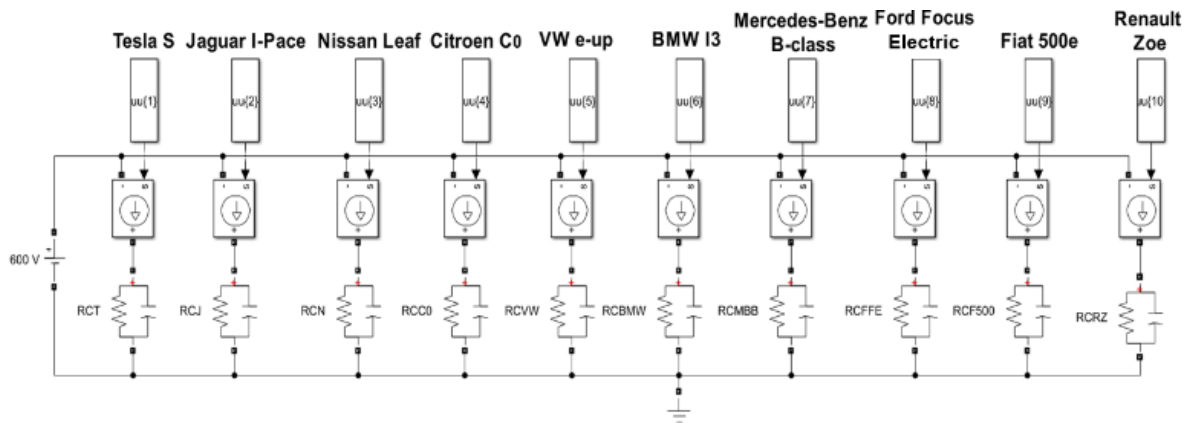 Tesla S
Jaguar I-Pace
Nissan Leaf
Citroen C0
VW e-up
BMW I3
Mercedes-Benz
B-class
Ford Focus
Electric
Fiat 500e
Renault
Zoe
uu{1}
uu{2}
uu{3}
uu{4}
uu{5}
uu{6}
uu{7}
uu{8}
uu{9}
uu{10
- s
- s
- s
- s
- s
- s
- s
- s
- s
- s
+
+
+
+
+
+
+
+
+
+
+
600 V
+
+
+
+
+
+
+
+
+
+
RCT
RCJ
RCN
RCC0
RCVW
RCBMW
RCMBB
RCFFE
RCF500
RCRZ